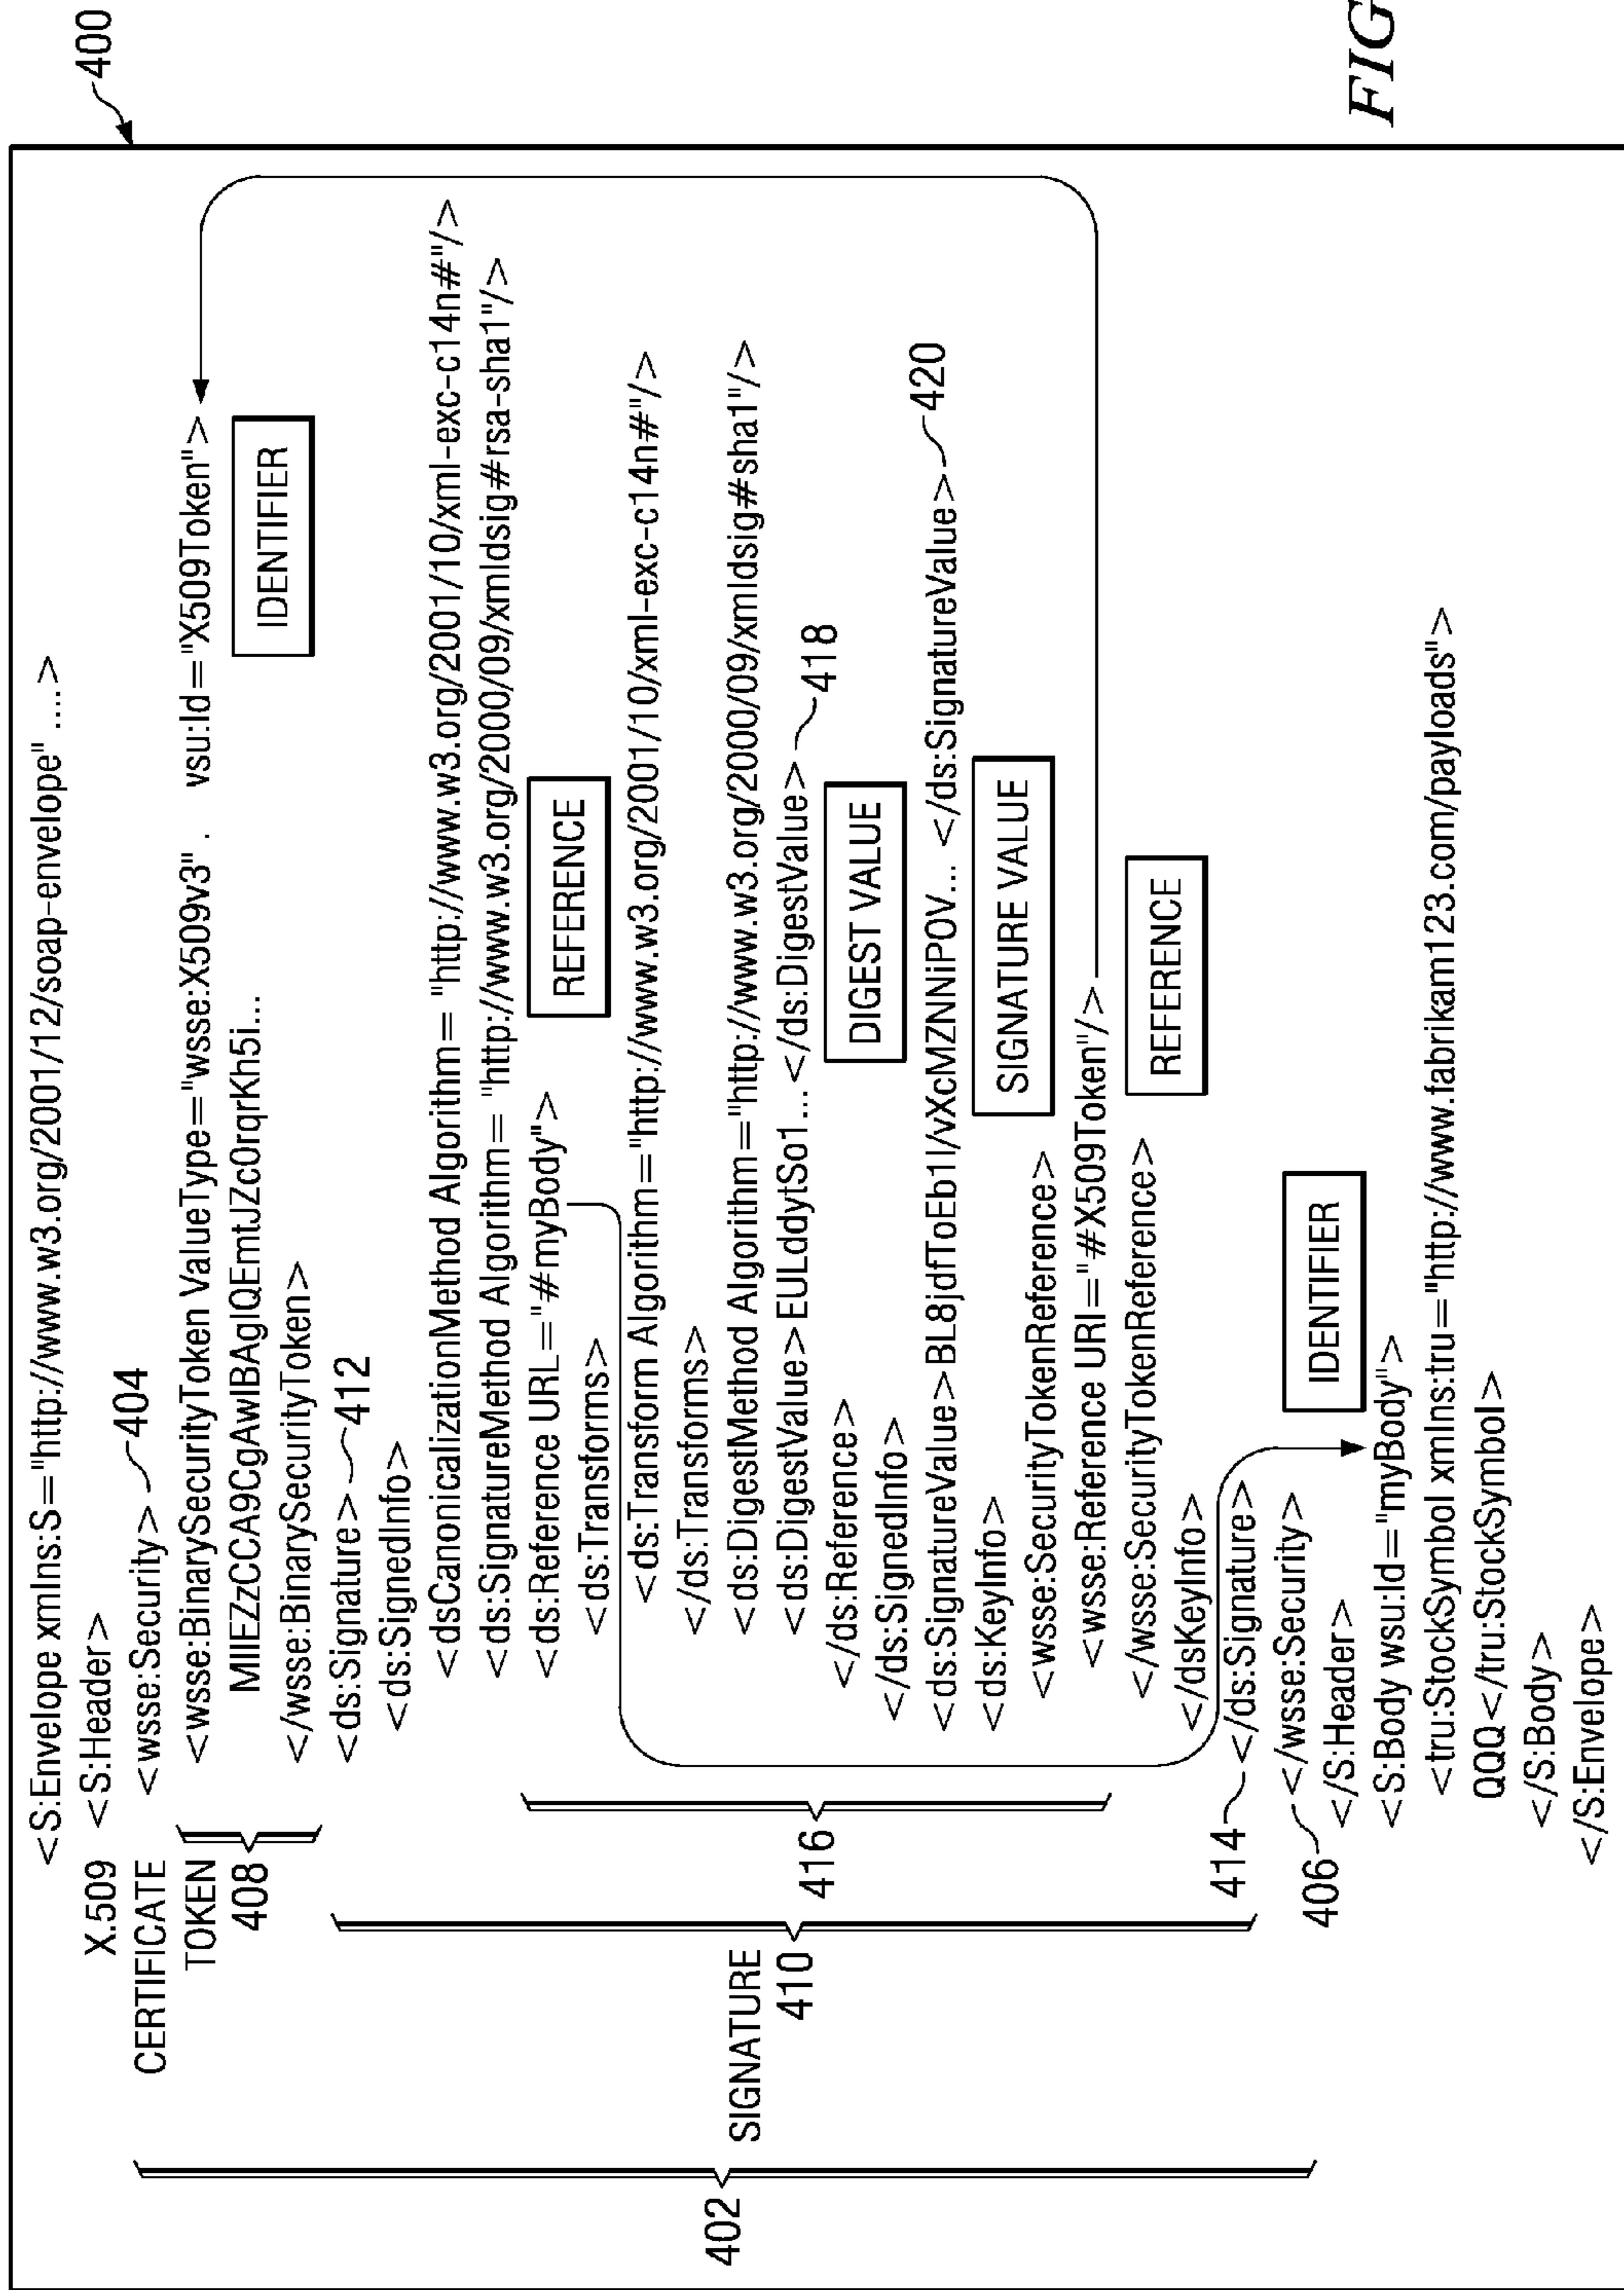 400
<S:Envelope xmlns:S="http://www.w3.org/2001/12/soap-envelope" ....>
<S:Header>
<wsse:Security> 404
X.509
CERTIFICATE
TOKEN
408
<wsse:BinarySecurityToken ValueType="wsse:X509v3" . vsu:Id="X509Token">
MIIEZzCCA9CgAwIBAgIQEmtJZc0rqrKh5i...
IDENTIFIER
</wsse:BinarySecurityToken>
<ds:Signature> 412
<ds:SignedInfo>
<dsCanonicalizationMethod Algorithm="http://www.w3.org/2001/10/xml-exc-c14n#"/>
<ds:SignatureMethod Algorithm="http://www.w3.org/2000/09/xmldsig#rsa-sha1"/>
<ds:Reference URL="#myBody">
REFERENCE
<ds:Transforms>
<ds:Transform Algorithm="http://www.w3.org/2001/10/xml-exc-c14n#"/>
</ds:Transforms>
<ds:DigestMethod Algorithm="http://www.w3.org/2000/09/xmldsig#sha1"/>
<ds:DigestValue>EULddytSo1... </ds:DigestValue> 418
</ds:Reference>
DIGEST VALUE
</ds:SignedInfo>
<ds:SignatureValue>BL8jdfToEb1l/vXcMZNNiPOV... </ds:SignatureValue> 420
<ds:KeyInfo>
SIGNATURE VALUE
<wsse:SecurityTokenReference>
<wsse:Reference URI="#X509Token"/>
</wsse:SecurityTokenReference>
REFERENCE
</dsKeyInfo>
414 </ds:Signature>
406 </wsse:Security>
</S:Header>
IDENTIFIER
<S:Body wsu:Id="myBody">
<tru:StockSymbol xmlns:tru="http://www.fabrikam123.com/payloads">
QQQ</tru:StockSymbol>
</S:Body>
</S:Envelope>
402
SIGNATURE
410
416
FIG